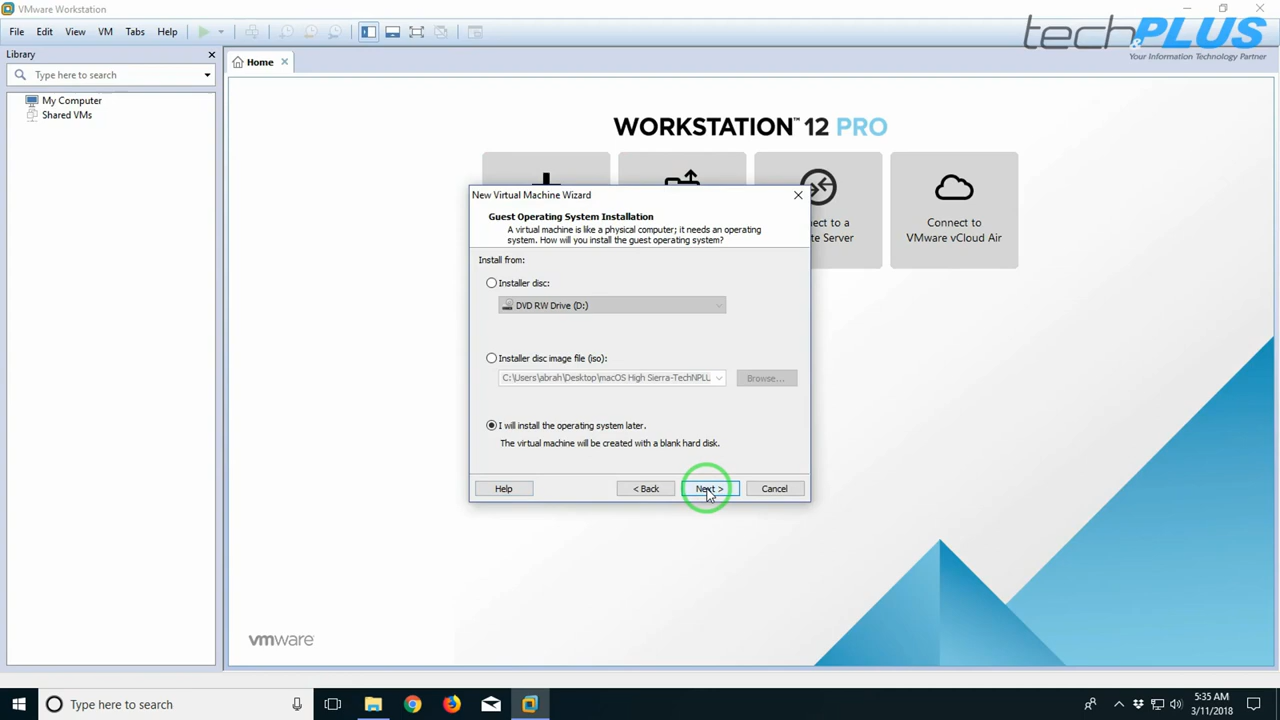 VMware Workstation
File Edit View VM Tabs Help
tech&PLUS
Your Information Technology Partner
Library
Type here to search
Home
My Computer
Shared VMs
WORKSTATION™ 12 PRO
New Virtual Machine Wizard
Guest Operating System Installation
A virtual machine is like a physical computer; it needs an operating
system. How will you install the guest operating system?
Install from:
Installer disc:
DVD RW Drive (D:)
Installer disc image file (iso):
C:\Users\abrah\Desktop\macOS High Sierra-TechNPLU
Browse...
I will install the operating system later.
The virtual machine will be created with a blank hard disk.
Help
< Back
Next >
Cancel
Connect to
VMware vCloud Air
vmware
Type here to search
5:35 AM
3/11/2018